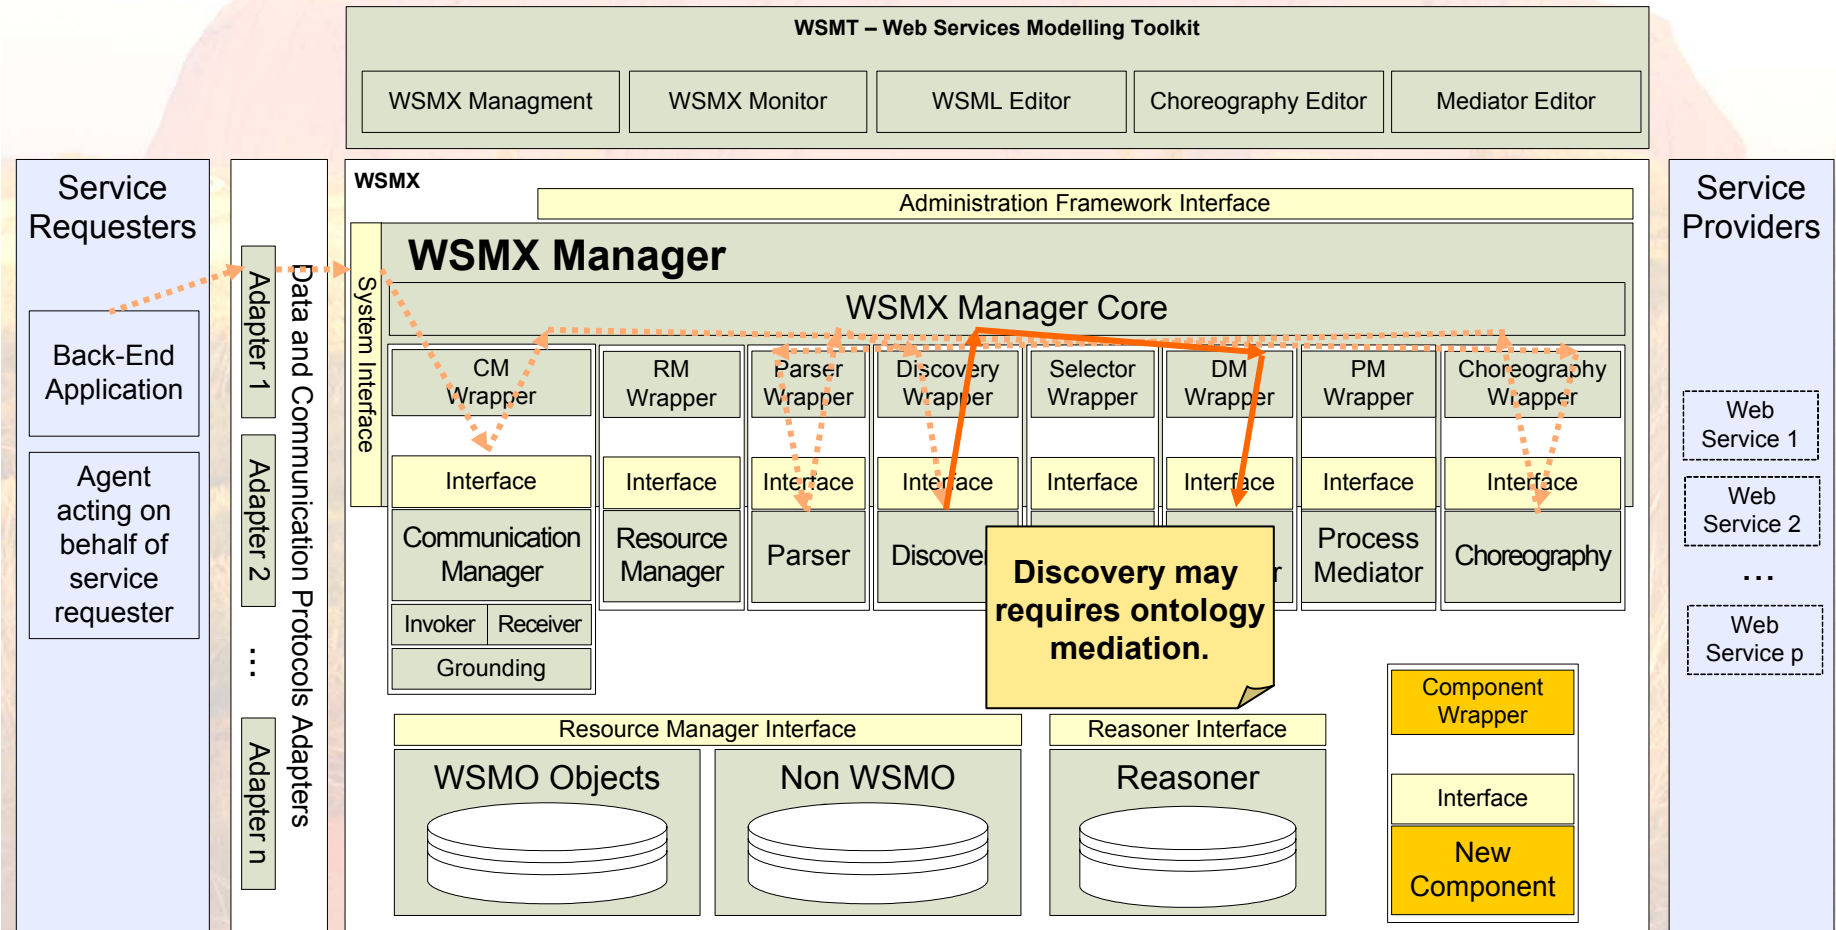 WSMT – Web Services Modelling Toolkit
WSMX Managment
WSMX Monitor
WSML Editor
Choreography Editor
Mediator Editor
Service
Requesters
Back-End
Application
Agent
acting on
behalf of
service
requester
Adapter 1
Adapter 2
...
Adapter n
Data and Communication Protocols Adapters
WSMX
Administration Framework Interface
System Interface
WSMX Manager
WSMX Manager Core
CM
Wrapper
RM
Wrapper
Parser
Wrapper
Discovery
Wrapper
Selector
Wrapper
DM
Wrapper
PM
Wrapper
Choreography
Wrapper
Interface
Interface
Interface
Interface
Interface
Interface
Interface
Interface
Communication
Manager
Resource
Manager
Parser
Discover
r
Process
Mediator
Choreography
Invoker
Receiver
Grounding
Discovery may
requires ontology
mediation.
Resource Manager Interface
WSMO Objects
Non WSMO
Reasoner Interface
Reasoner
Component
Wrapper
Interface
New
Component
Service
Providers
Web
Service 1
Web
Service 2
...
Web
Service p